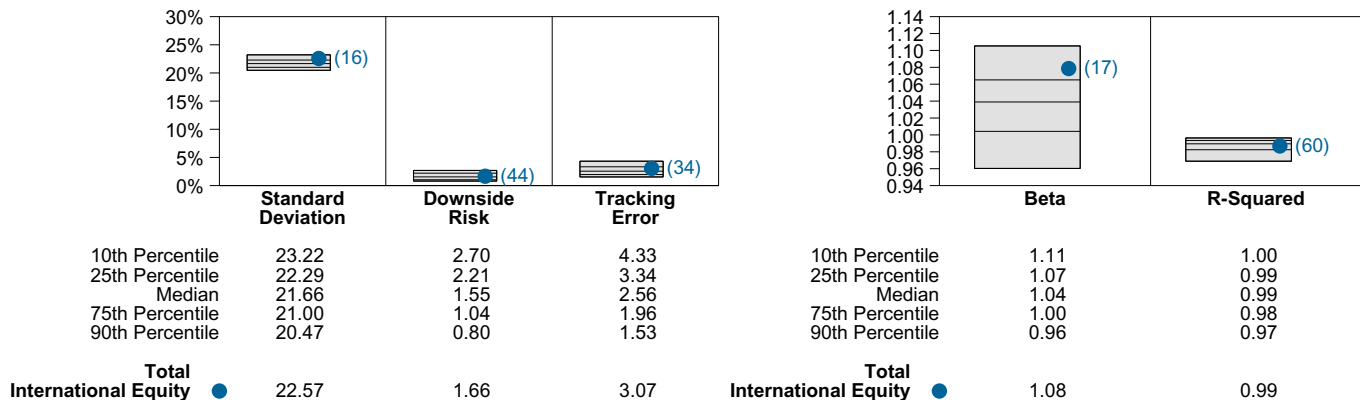 30%
25%
20%
15%
10%
5%
0%
(16)
(44)
(34)
Standard
Deviation
Downside
Risk
Tracking
Error
10th Percentile 23.22 2.70 4.33
25th Percentile 22.29 2.21 3.34
Median 21.66 1.55 2.56
75th Percentile 21.00 1.04 1.96
90th Percentile 20.47 0.80 1.53
Total
International Equity 22.57 1.66 3.07
1.14
1.12
1.10
1.08
1.06
1.04
1.02
1.00
0.98
0.96
0.94
(17)
(60)
Beta
R-Squared
10th Percentile 1.11 1.00
25th Percentile 1.07 0.99
Median 1.04 0.99
75th Percentile 1.00 0.98
90th Percentile 0.96 0.97
Total
International Equity 1.08 0.99